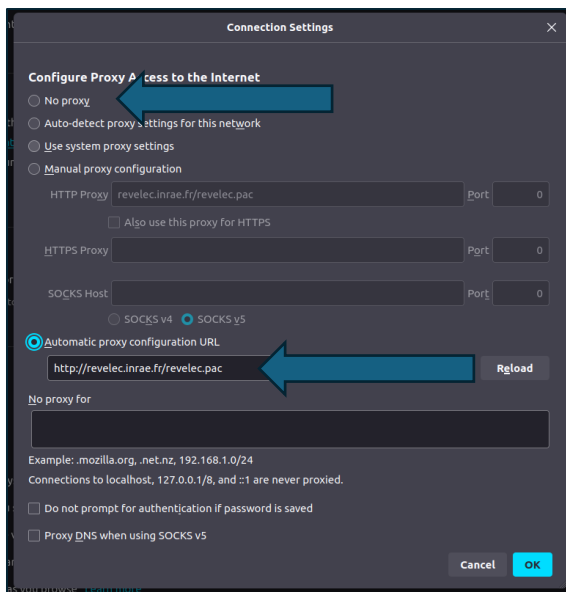 Connection Settings
Configure Proxy Access to the Internet
No proxy
Auto-detect proxy settings for this network
Use system proxy settings
Manual proxy configuration
HTTP Proxy revelec.inrae.fr/revelec.pac Port 0
Also use this proxy for HTTPS
HTTPS Proxy Port 0
SOCKS Host Port 0
SOCKS v4 SOCKS v5
Automatic proxy configuration URL
http://revelec.inrae.fr/revelec.pac Reload
No proxy for
Example: .mozilla.org, .net.nz, 192.168.1.0/24
Connections to localhost, 127.0.0.1/8, and ::1 are never proxied.
Do not prompt for authentication if password is saved
Proxy DNS when using SOCKS v5
Cancel OK
as you browse Learn more